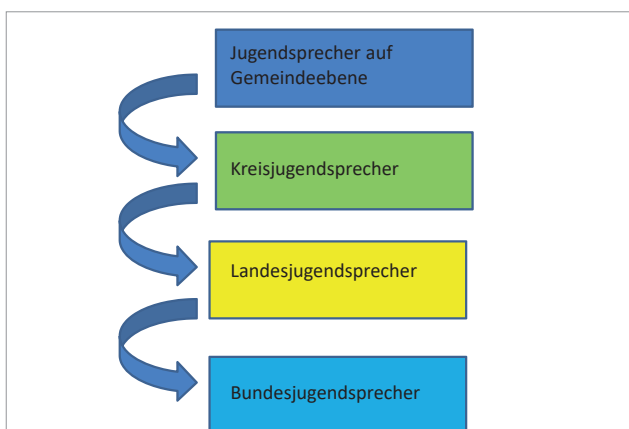 Jugendsprecher auf
Gemeindeebene
Kreisjugendsprecher
Landesjugendsprecher
Bundesjugendsprecher